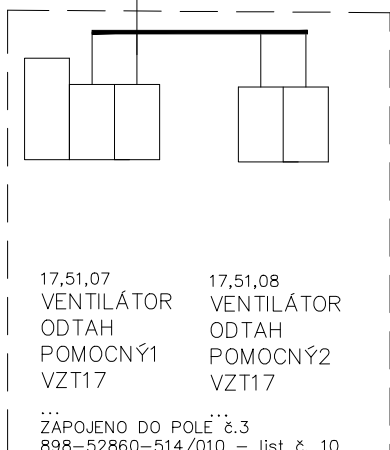 17,51,07
VENTILÁTOR
ODTAH
POMOCNÝ1
VZT17
...
17,51,08
VENTILÁTOR
ODTAH
POMOCNÝ2
VZT17
...
ZAPOJENO DO POLE č.3
898-52860-514/010 - list č. 10